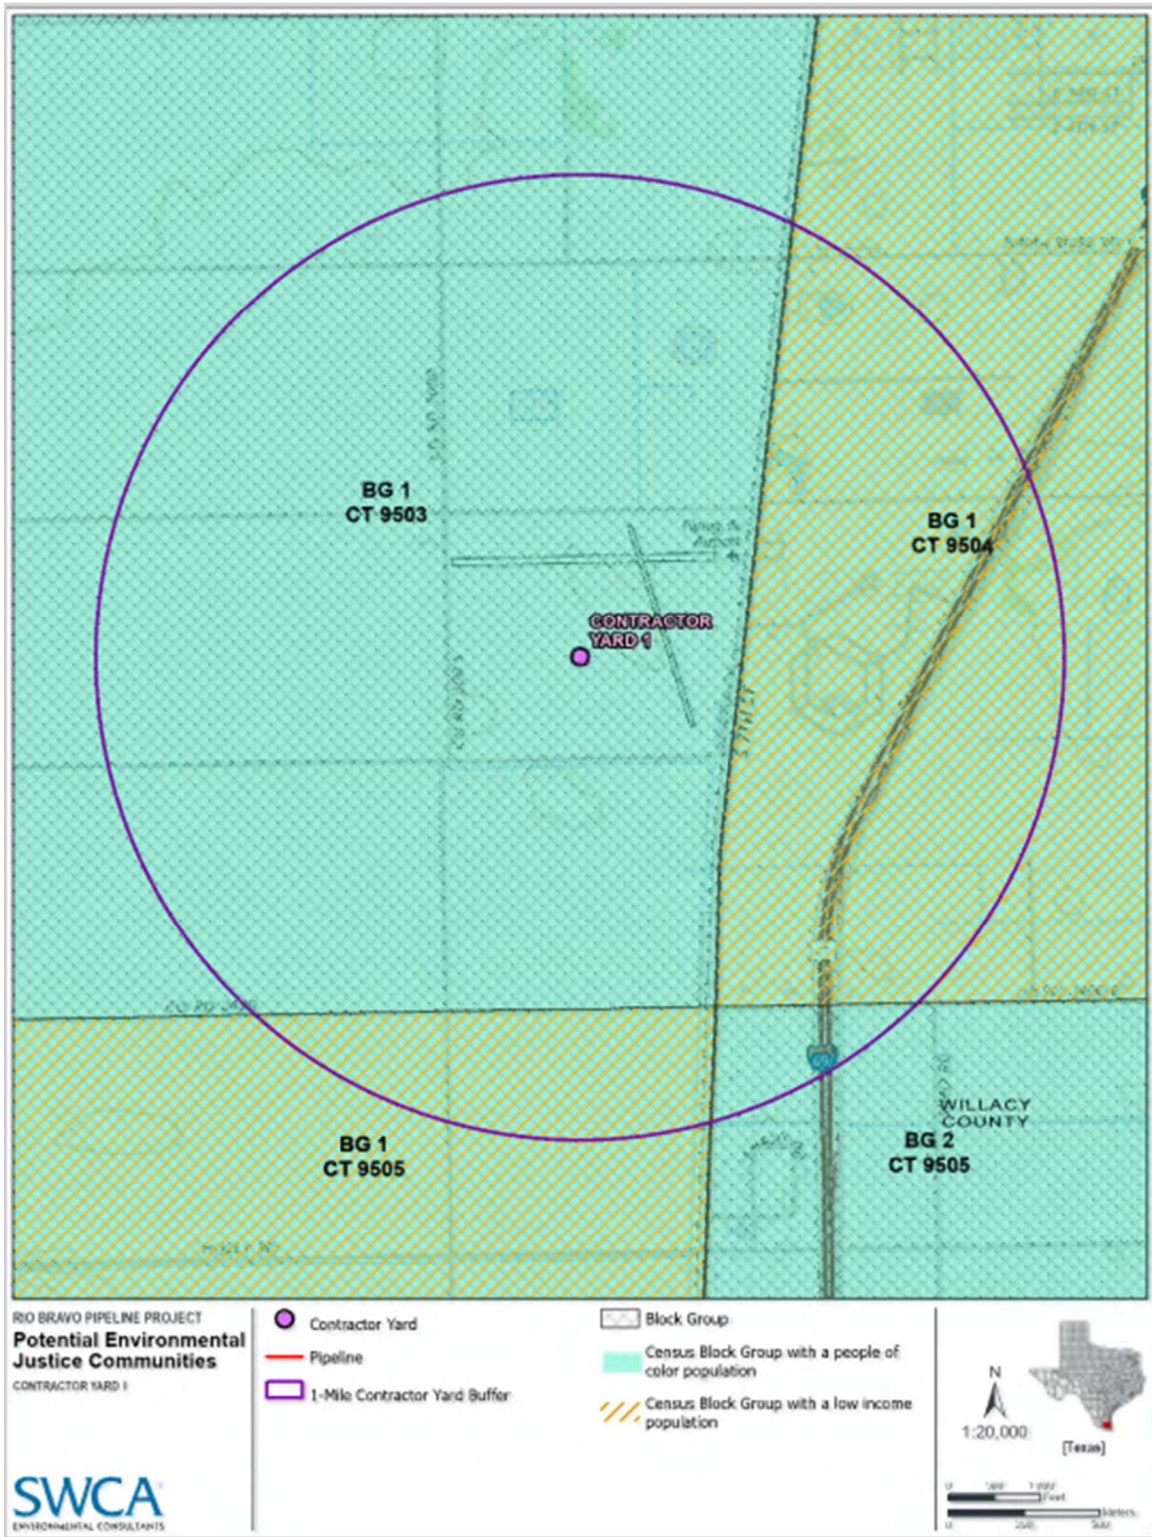 BG 1
CT 9503
BG 1
CT 9504
CONTRACTOR
YARD 1
WILLACY
COUNTY
BG 1
CT 9505
BG 2
CT 9505
RIO BRAVO PIPELINE PROJECT
Potential Environmental
Justice Communities
CONTRACTOR YARD 1
SWCA
ENVIRONMENTAL CONSULTANTS
Contractor Yard
Pipeline
1-Mile Contractor Yard Buffer
Block Group
Census Block Group with a people of
color population
Census Block Group with a low income
population
N
1:20,000
[Texas]
Feet
Meters